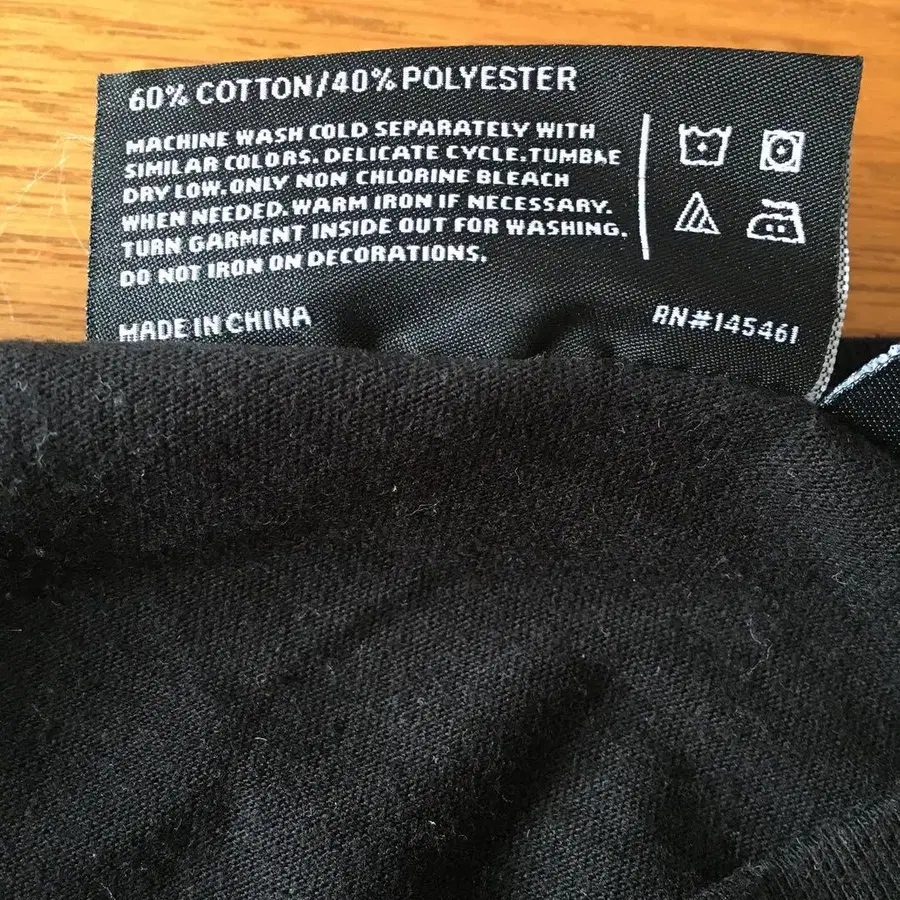 60% COTTON/40% POLYESTER
MACHINE WASH COLD SEPARATELY WITH
SIMILAR COLORS. DELICATE CYCLE.TUMBLE
DRY LOW.ONLY NON CHLORINE BLEACH
WHEN NEEDED.WARM IRON IF NECESSARY.
TURN GARMENT INSIDE OUT FOR WASHING.
DO NOT IRON ON DECORATIONS.
MADE IN CHINA
RN#145461